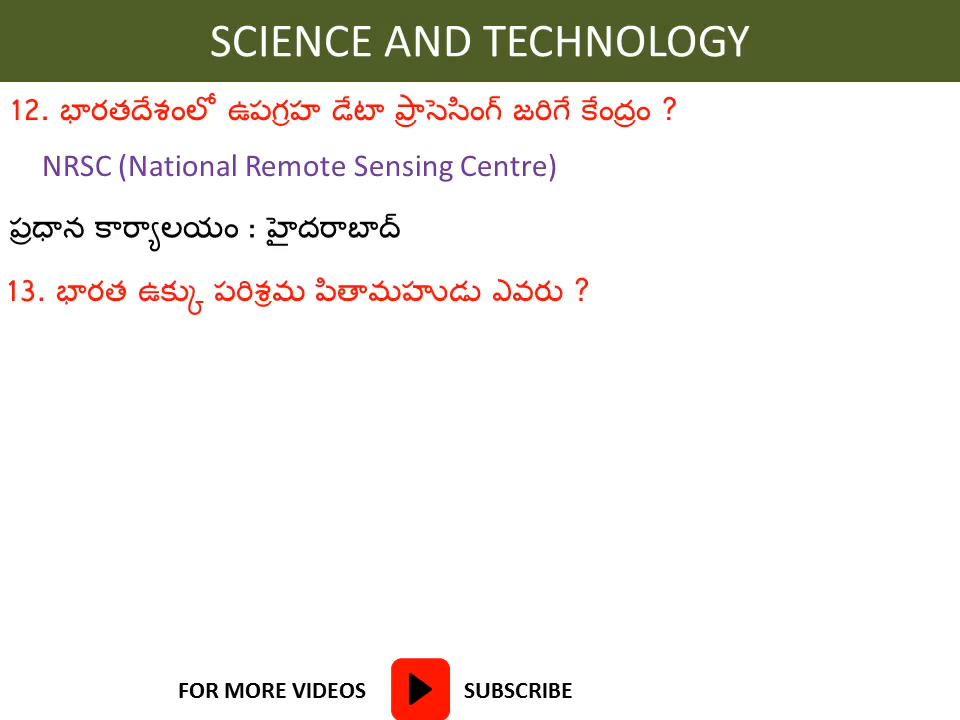 SCIENCE AND TECHNOLOGY
12. భారతదేశంలో ఉపగ్రహ డేటా ప్రాసెసింగ్ జరిగే కేంద్రం ?
NRSC (National Remote Sensing Centre)
ప్రధాన కార్యాలయం : హైదరాబాద్
13. భారత ఉక్కు పరిశ్రమ పితామహుడు ఎవరు ?
FOR MORE VIDEOS SUBSCRIBE